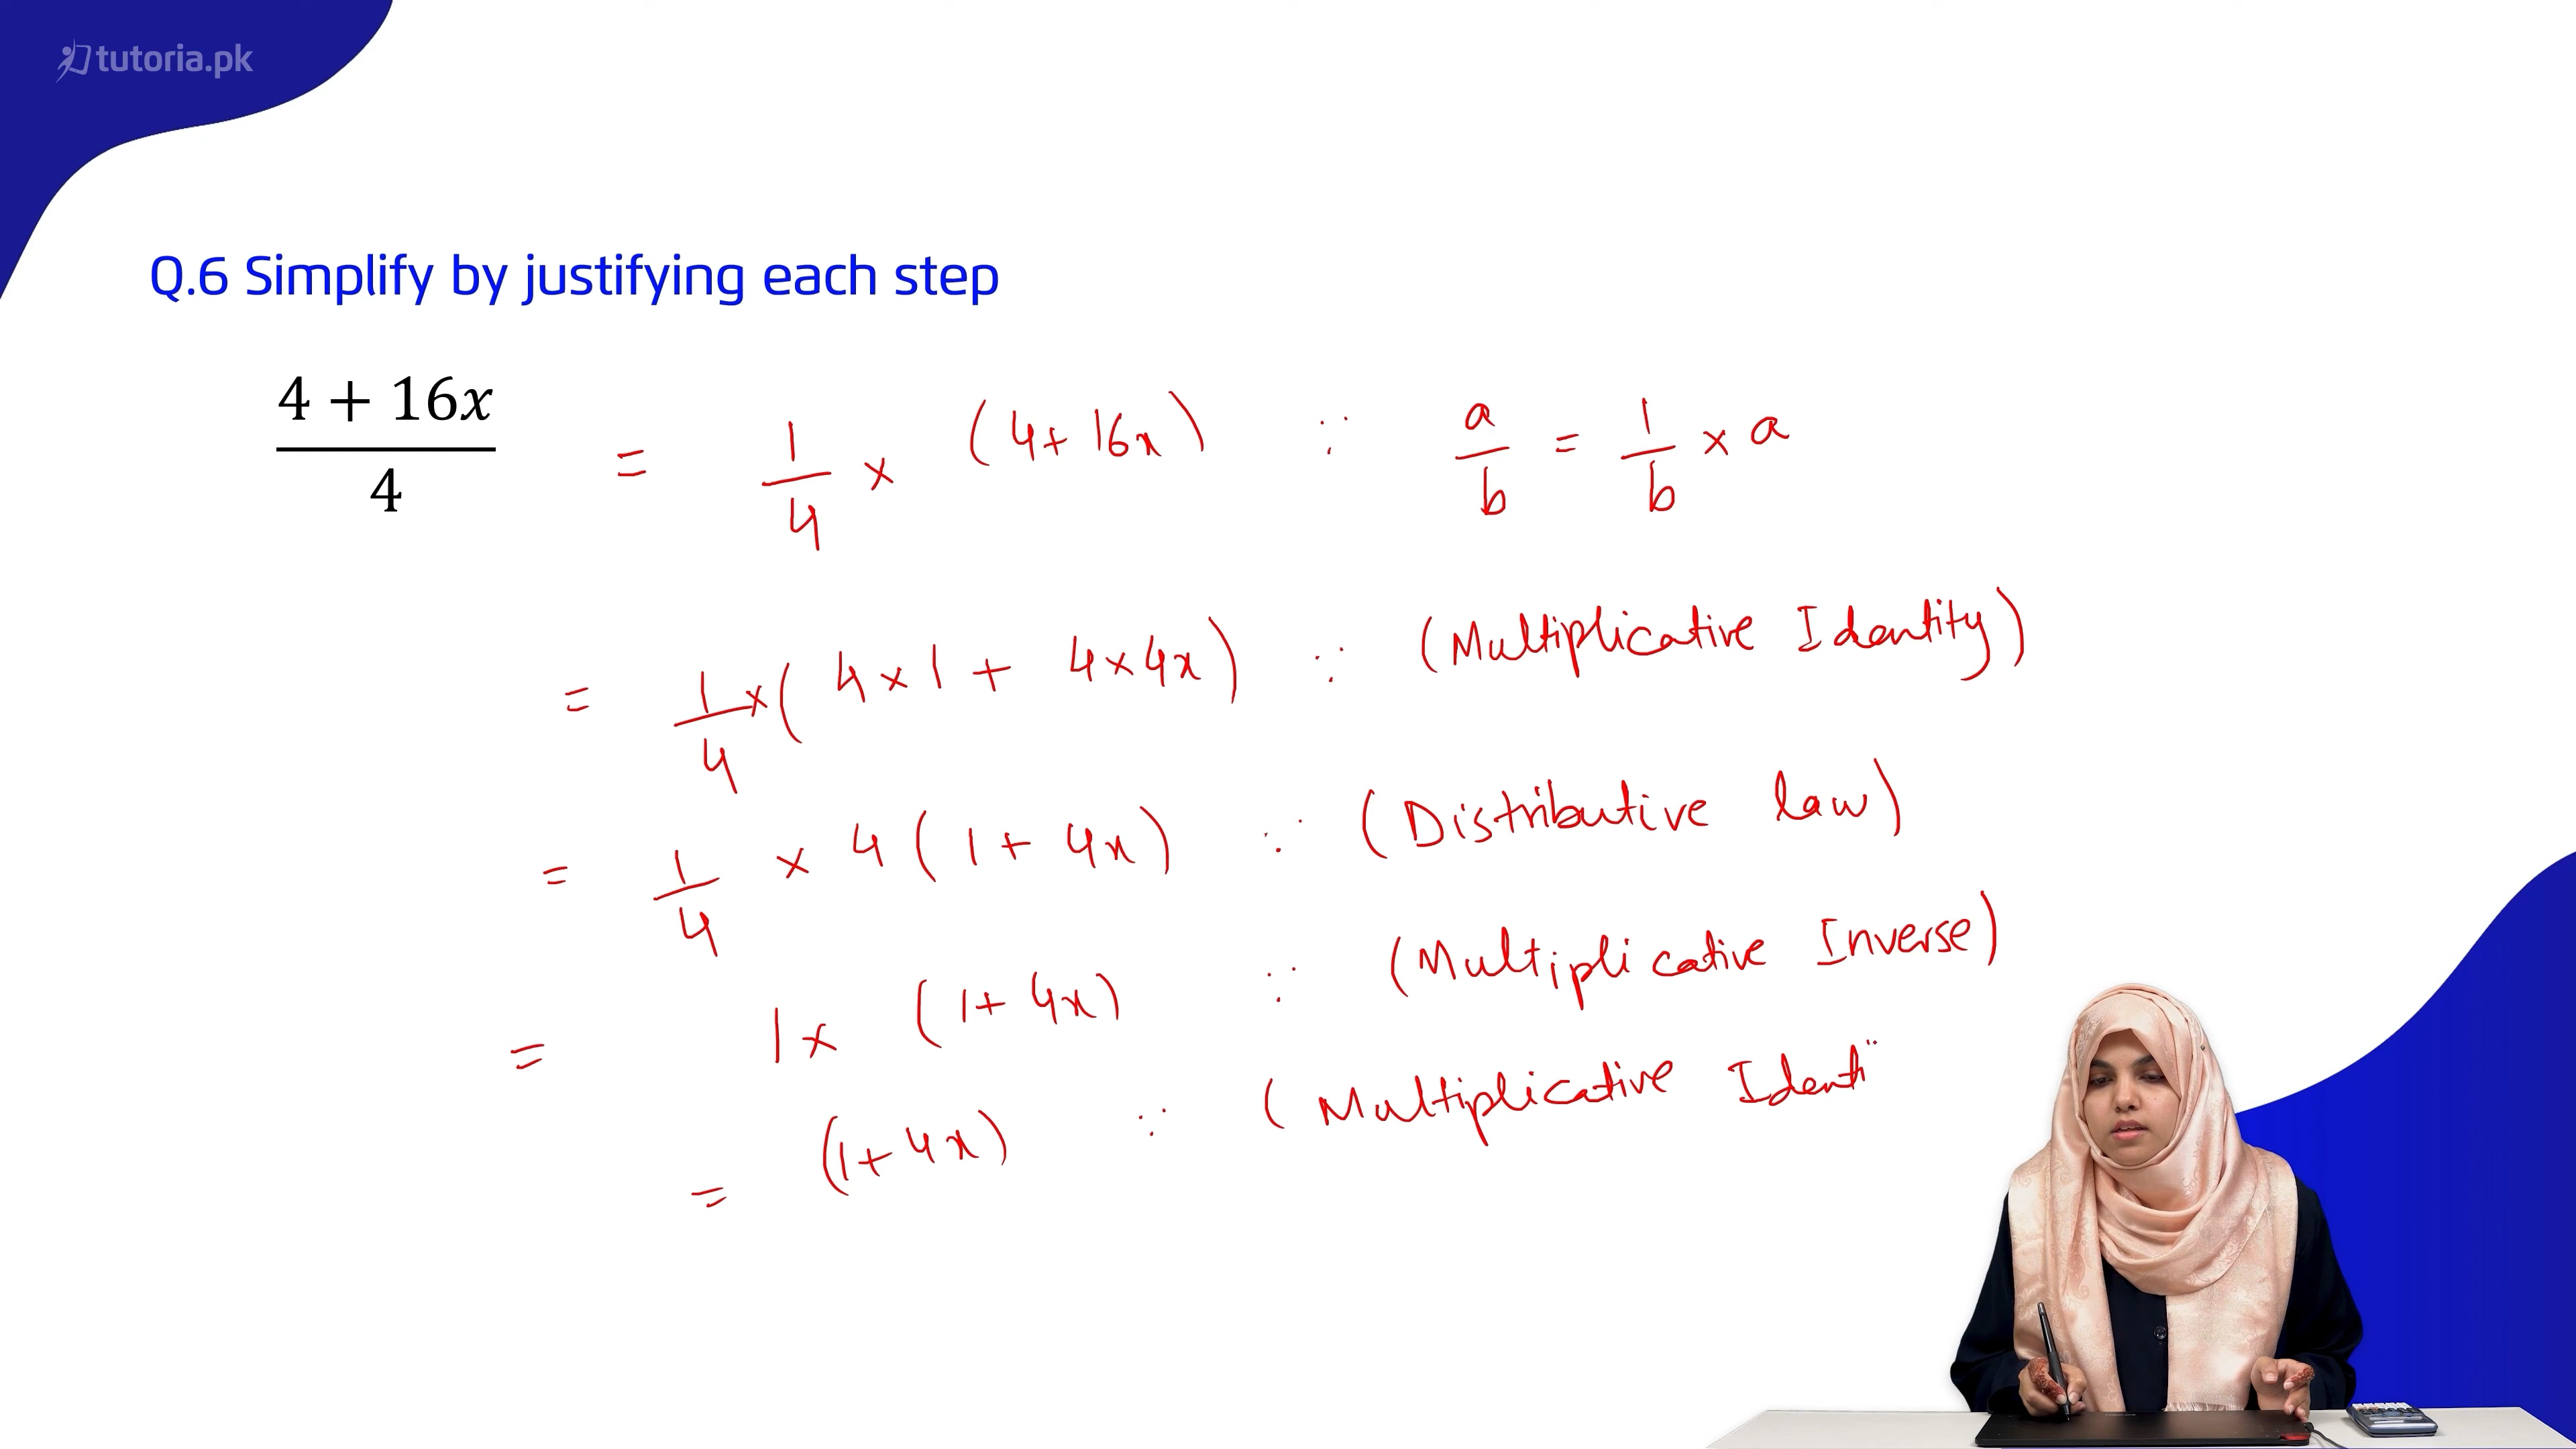 tutoria.pk
Q.6 Simplify by justifying each step
(4 + 16x)/4 = 1/4 × (4 + 16x) ∵ a/b = 1/b × a
= 1/4 × (4 × 1 + 4 × 4x) ∵ (Multiplicative Identity)
= 1/4 × 4 (1 + 4x) ∵ (Distributive law)
= 1 × (1 + 4x) ∵ (Multiplicative Inverse)
= (1 + 4x) ∵ (Multiplicative Identi